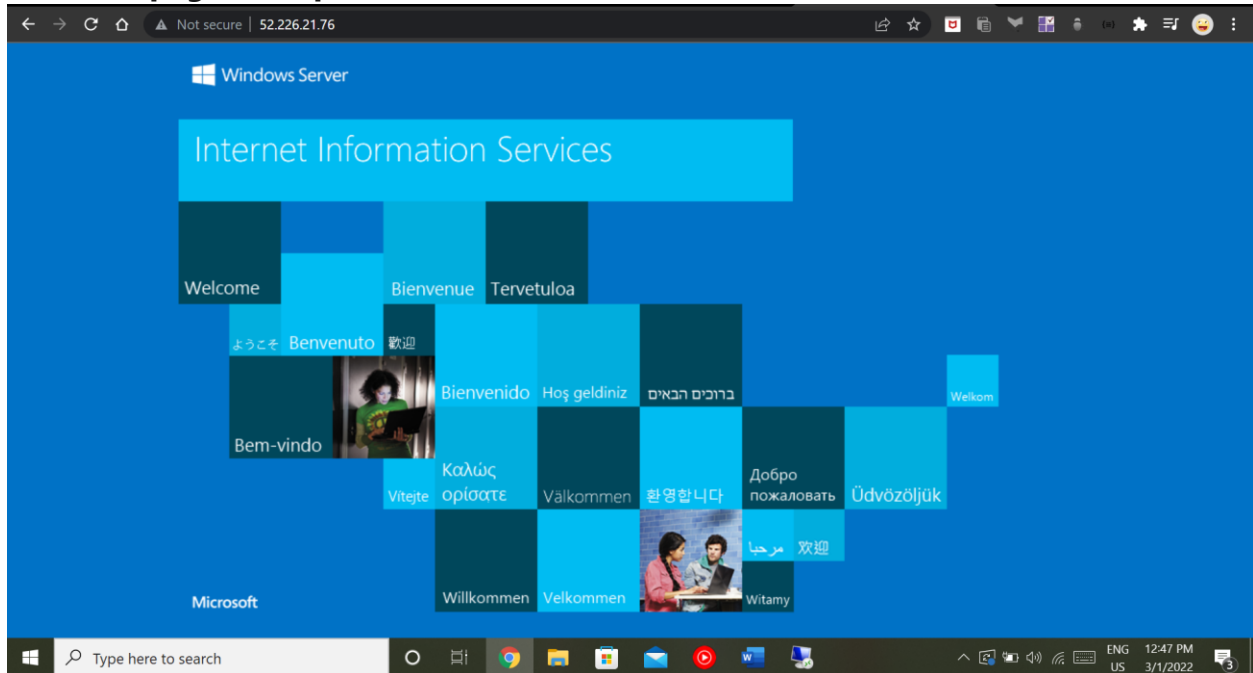 Not secure | 52.226.21.76
Windows Server
Internet Information Services
Welcome
Bienvenue
Tervetuloa
ようこそ
Benvenuto
歡迎
Bienvenido
Hoş geldiniz
ברוכים הבאים
Welkom
Bem-vindo
Vítejte
Καλώς
ορίσατε
Välkommen
환영합니다
Добро
пожаловать
Üdvözöljük
مرحبا
欢迎
Microsoft
Willkommen
Velkommen
Witamy
Type here to search
ENG
US
12:47 PM
3/1/2022
3